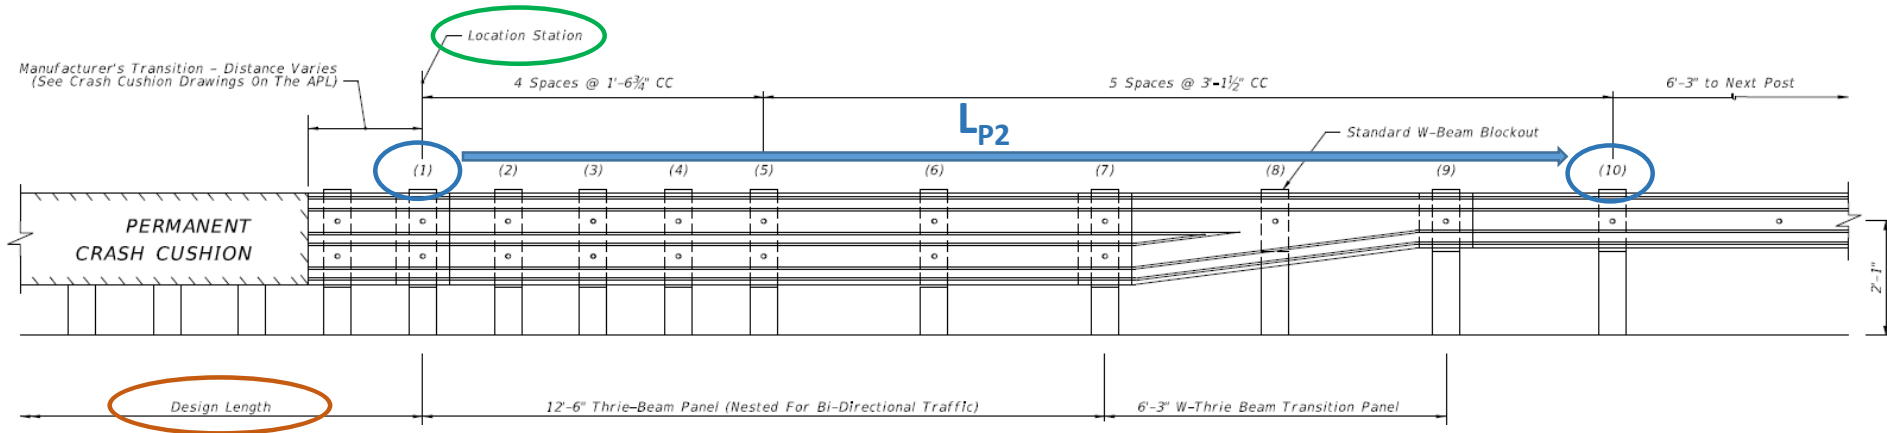 Location Station
Manufacturer's Transition - Distance Varies
(See Crash Cushion Drawings On The APL)
4 Spaces @ 1'-6¾" CC
5 Spaces @ 3'-1½" CC
6'-3" to Next Post
LP2
Standard W-Beam Blockout
(1) (2) (3) (4) (5) (6) (7) (8) (9) (10)
PERMANENT
CRASH CUSHION
2'-1"
Design Length
12'-6" Thrie-Beam Panel (Nested For Bi-Directional Traffic)
6'-3" W-Thrie Beam Transition Panel